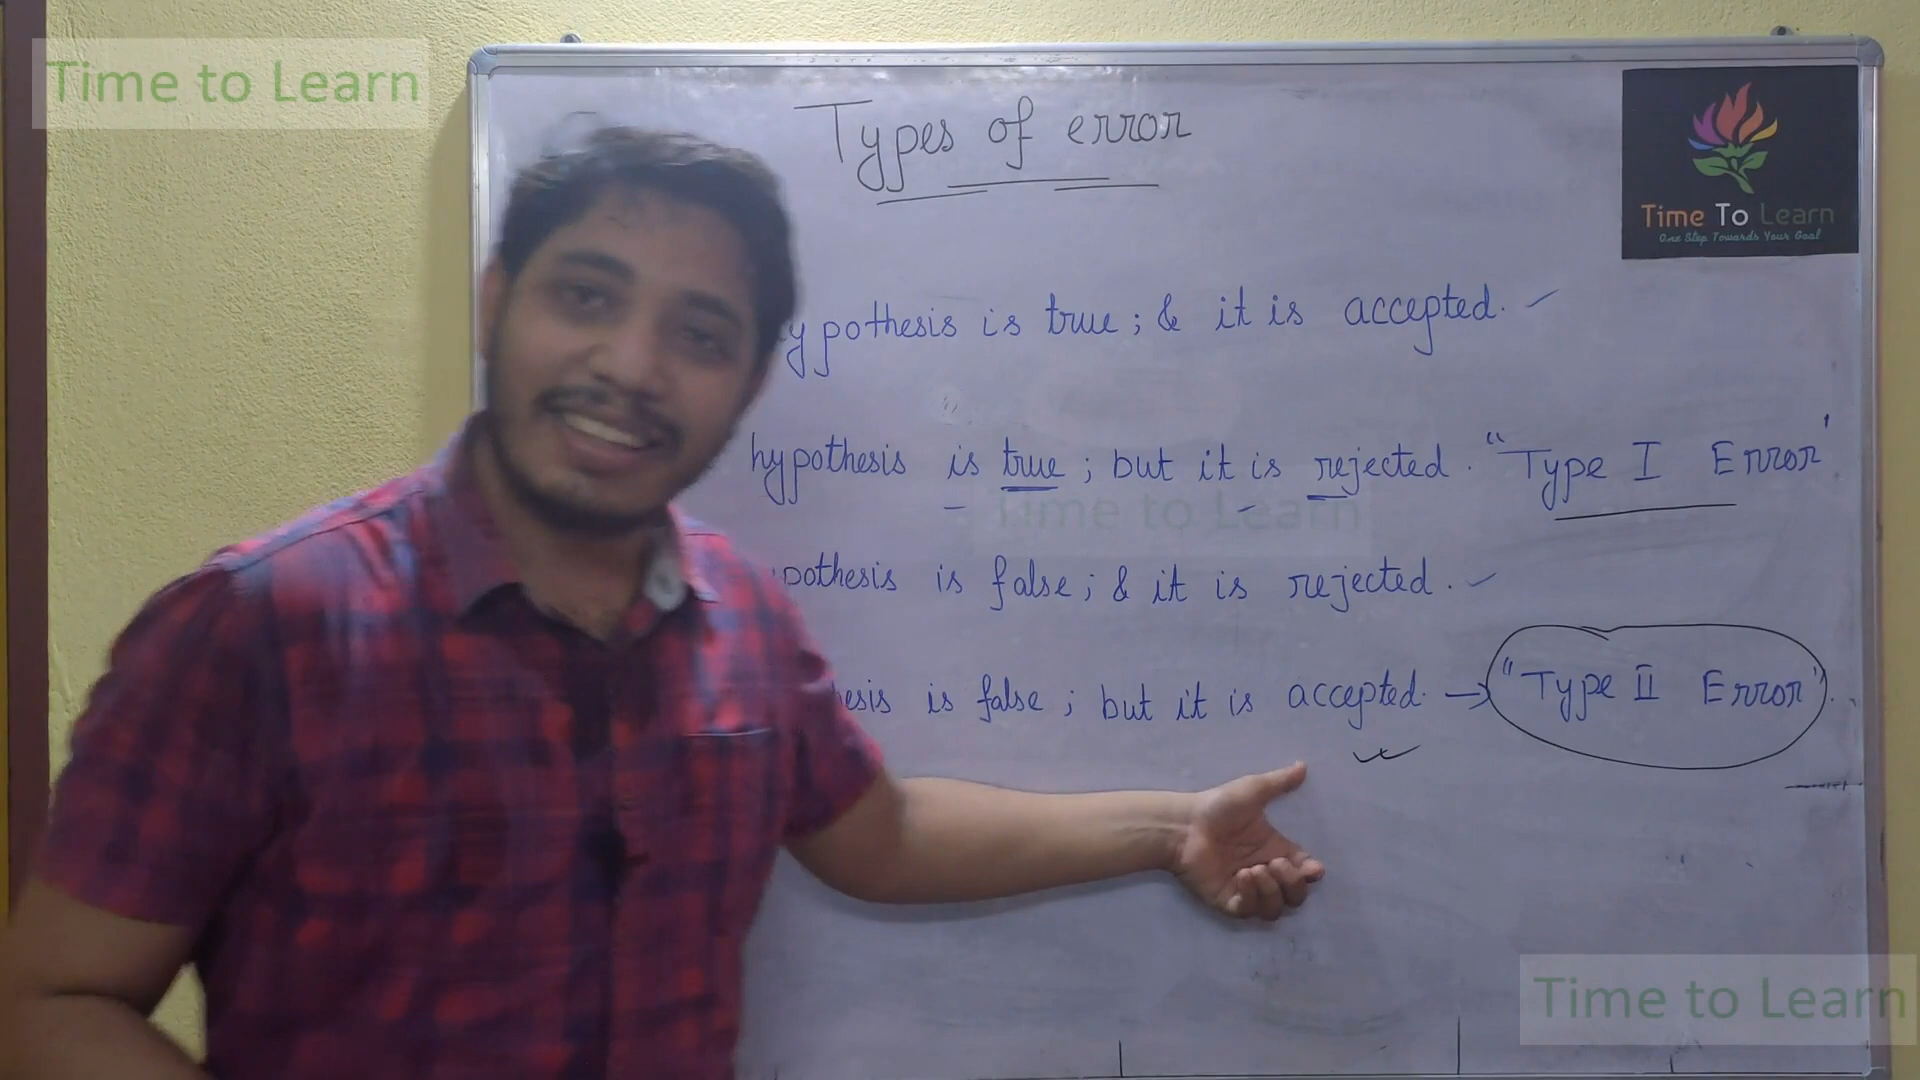 Time to Learn
Types of error
Time To Learn
One Step Towards Your Goal
ypothesis is true; & it is accepted.
hypothesis is true; but it is rejected. "Type I Error"
Time to Learn
pothesis is false; & it is rejected.
esis is false; but it is accepted. → "Type II Error".
Time to Learn